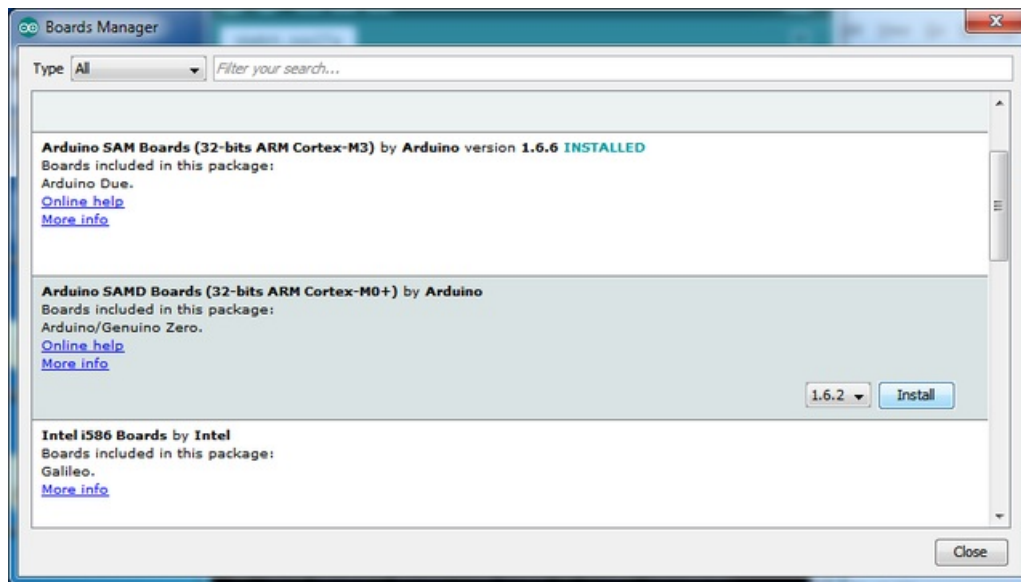 Boards Manager
Type All Filter your search...
Arduino SAM Boards (32-bits ARM Cortex-M3) by Arduino version 1.6.6 INSTALLED
Boards included in this package:
Arduino Due.
Online help
More info
Arduino SAMD Boards (32-bits ARM Cortex-M0+) by Arduino
Boards included in this package:
Arduino/Genuino Zero.
Online help
More info
1.6.2 Install
Intel i586 Boards by Intel
Boards included in this package:
Galileo.
More info
Close